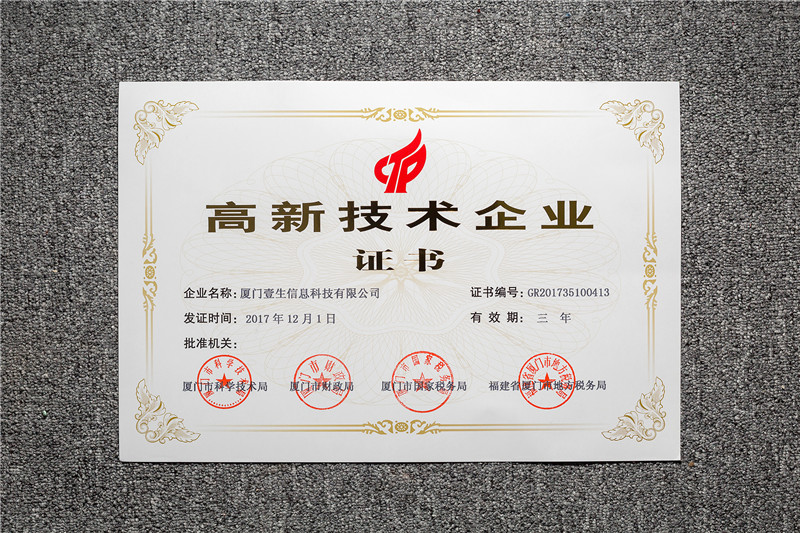 高新技术企业
证书
企业名称：厦门壹生信息科技有限公司 证书编号：GR201735100413
发证时间：2017年12月1日 有效期：三年
批准机关：
厦门市科学技术局 厦门市财政局 厦门市国家税务局 福建省厦门市地方税务局